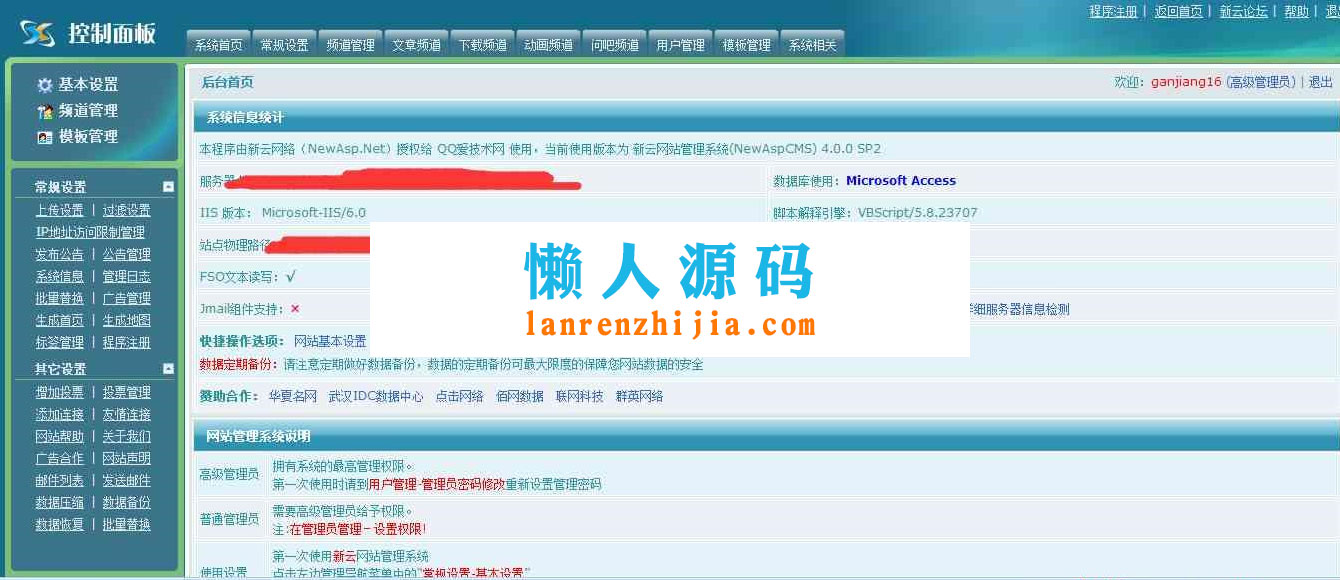 程序注册 | 返回首页 | 新云论坛 | 帮助 |
控制面板
系统首页 常规设置 频道管理 文章频道 下载频道 动画频道 问吧频道 用户管理 模板管理 系统相关
基本设置
频道管理
模板管理
常规设置
上传设置 | 过滤设置
IP地址访问限制管理
发布公告 | 公告管理
系统信息 | 管理日志
批量替换 | 广告管理
生成首页 | 生成地图
标签管理 | 程序注册
其它设置
增加投票 | 投票管理
添加连接 | 友情连接
网站帮助 | 关于我们
广告合作 | 网站声明
邮件列表 | 发送邮件
数据压缩 | 数据备份
数据恢复 | 批量替换
后台首页
欢迎: ganjiang16 (高级管理员) | 退出
系统信息统计
本程序由新云网络（NewAsp.Net）授权给 QQ爱技术网 使用，当前使用版本为 新云网站管理系统(NewAspCMS) 4.0.0 SP2
服务器
数据库使用: Microsoft Access
IIS 版本: Microsoft-IIS/6.0
脚本解释引擎: VBScript/5.8.23707
站点物理路径
FSO文本读写: √
Jmail组件支持: ×
细服务器信息检测
懒人源码
lanrenzhijia.com
快捷操作选项: 网站基本设置
数据定期备份: 请注意定期做好数据备份，数据的定期备份可最大限度的保障您网站数据的安全
赞助合作: 华夏名网 武汉IDC数据中心 点击网络 佰网数据 联网科技 群英网络
网站管理系统说明
高级管理员
拥有系统的最高管理权限。
第一次使用时请到用户管理-管理员密码修改重新设置管理密码
普通管理员
需要高级管理员给予权限。
注:在管理员管理－设置权限!
使用设置
第一次使用新云网站管理系统
点击左边管理导航菜单中的"常规设置-基本设置"